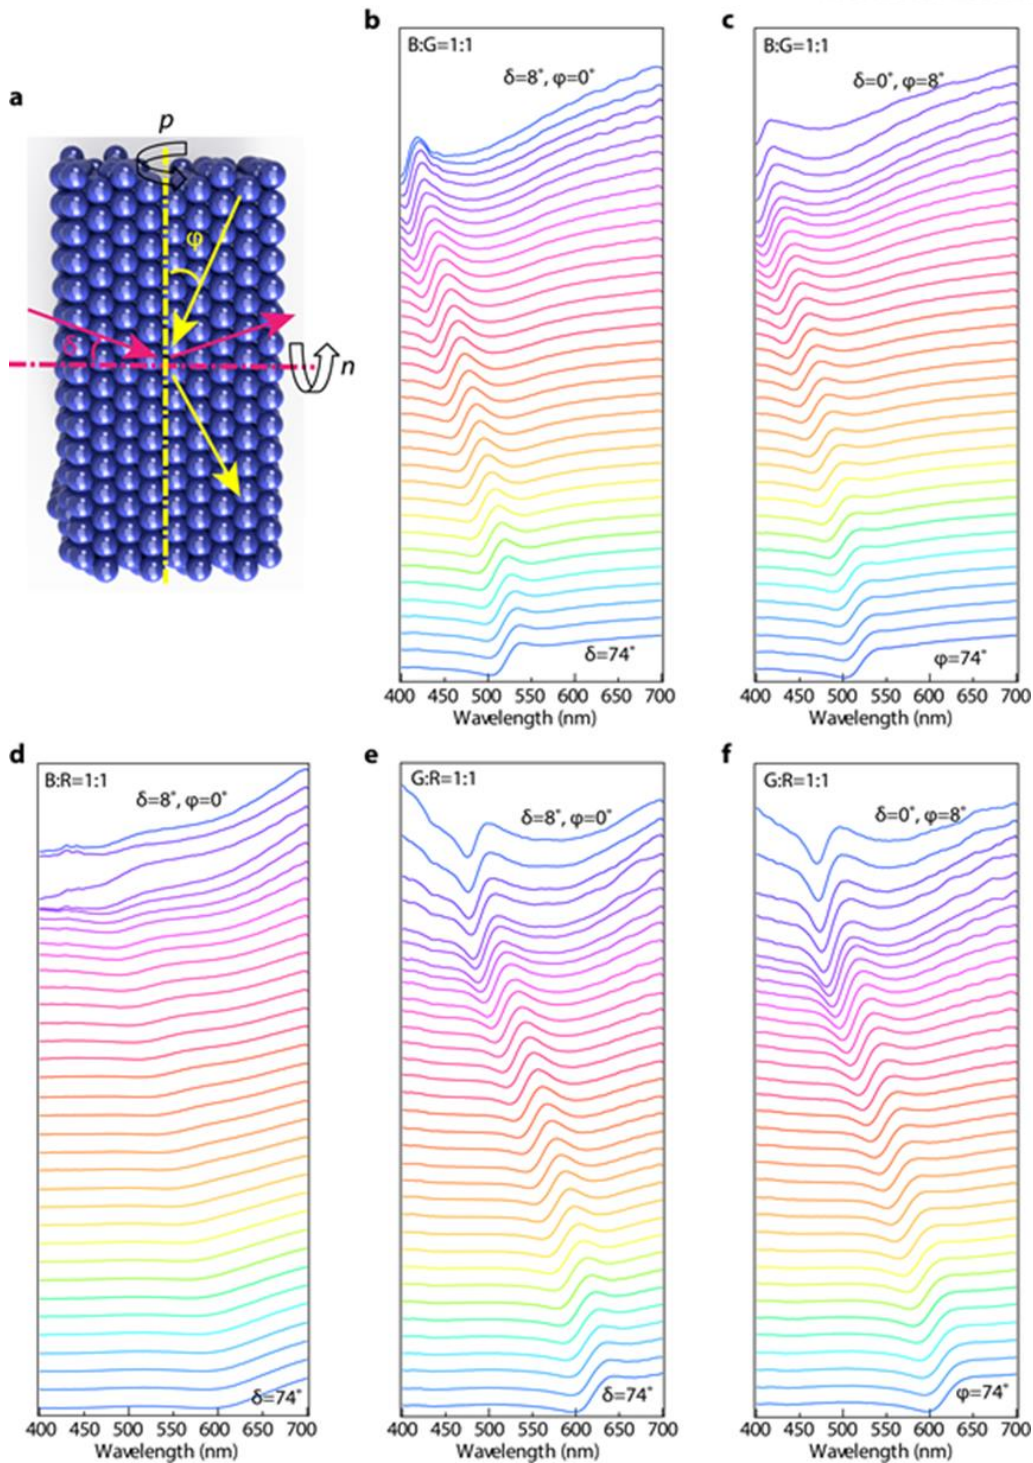 a
p
φ
δ
n
b
B:G=1:1
δ=8°, φ=0°
δ=74°
400 450 500 550 600 650 700
Wavelength (nm)
c
B:G=1:1
δ=0°, φ=8°
φ=74°
400 450 500 550 600 650 700
Wavelength (nm)
d
B:R=1:1
δ=8°, φ=0°
δ=74°
400 450 500 550 600 650 700
Wavelength (nm)
e
G:R=1:1
δ=8°, φ=0°
δ=74°
400 450 500 550 600 650 700
Wavelength (nm)
f
G:R=1:1
δ=0°, φ=8°
φ=74°
400 450 500 550 600 650 700
Wavelength (nm)